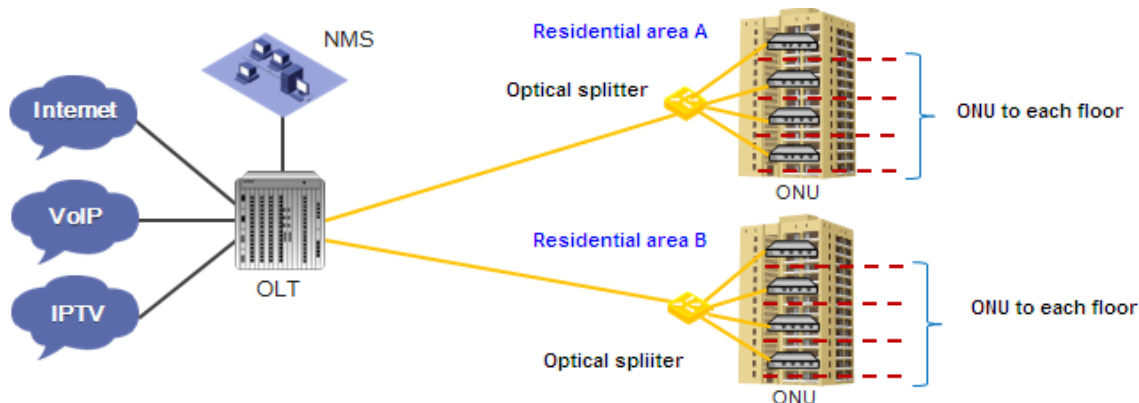 NMS
Internet
VoIP
IPTV
OLT
Residential area A
Optical splitter
ONU to each floor
ONU
Residential area B
Optical spliiter
ONU to each floor
ONU